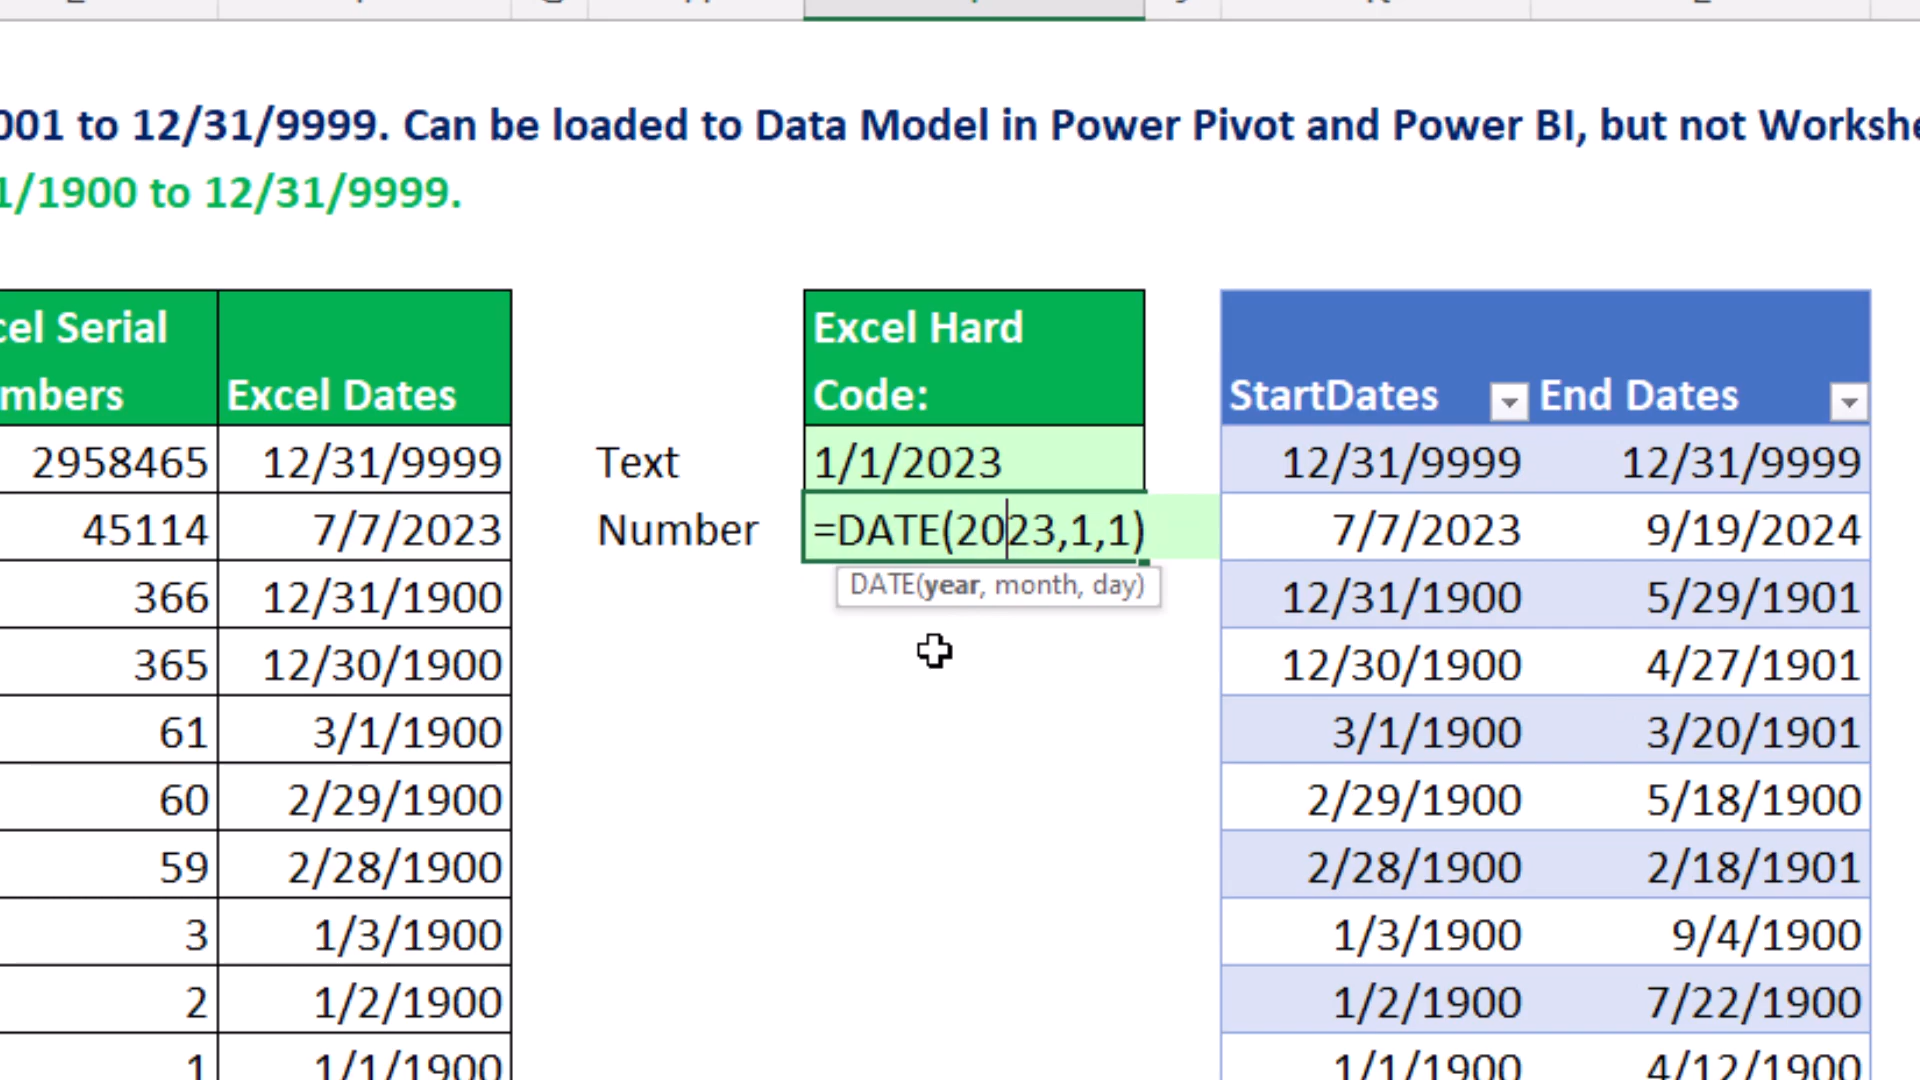 001 to 12/31/9999. Can be loaded to Data Model in Power Pivot and Power BI, but not Workshe
1/1900 to 12/31/9999.
cel Serial
mbers
Excel Dates
Excel Hard
Code:
StartDates
End Dates
2958465 12/31/9999 Text 1/1/2023 12/31/9999 12/31/9999
45114 7/7/2023 Number =DATE(2023,1,1) 7/7/2023 9/19/2024
DATE(year, month, day)
366 12/31/1900 12/31/1900 5/29/1901
365 12/30/1900 12/30/1900 4/27/1901
61 3/1/1900 3/1/1900 3/20/1901
60 2/29/1900 2/29/1900 5/18/1900
59 2/28/1900 2/28/1900 2/18/1901
3 1/3/1900 1/3/1900 9/4/1900
2 1/2/1900 1/2/1900 7/22/1900
1 1/1/1900 1/1/1900 4/12/1900